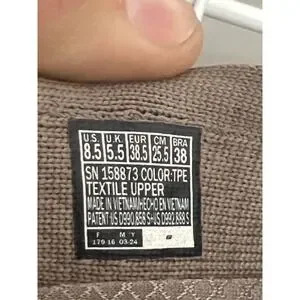 U.S. U.K EUR CM BRA
8.5 5.5 38.5 25.5 38
SN 158873 COLOR:TPE
TEXTILE UPPER
MADE IN VIETNAM/HECHO EN VIETNAM
PATENT:US D990,858 S+US D992,888 S
F M Y
179-16 03-24